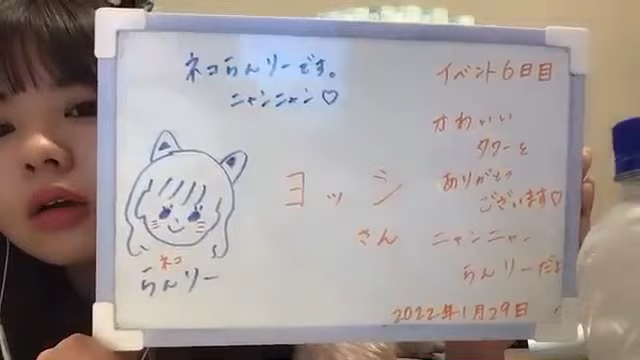 ネコらんリーです。
ニャンニャン♡
イベント6日目
かわいい
タワーを
ありがとう
ございます♡
ヨッシ
さん
ニャンニャン
らんリーだよ
2022年1月29日
ネコ
らんリー